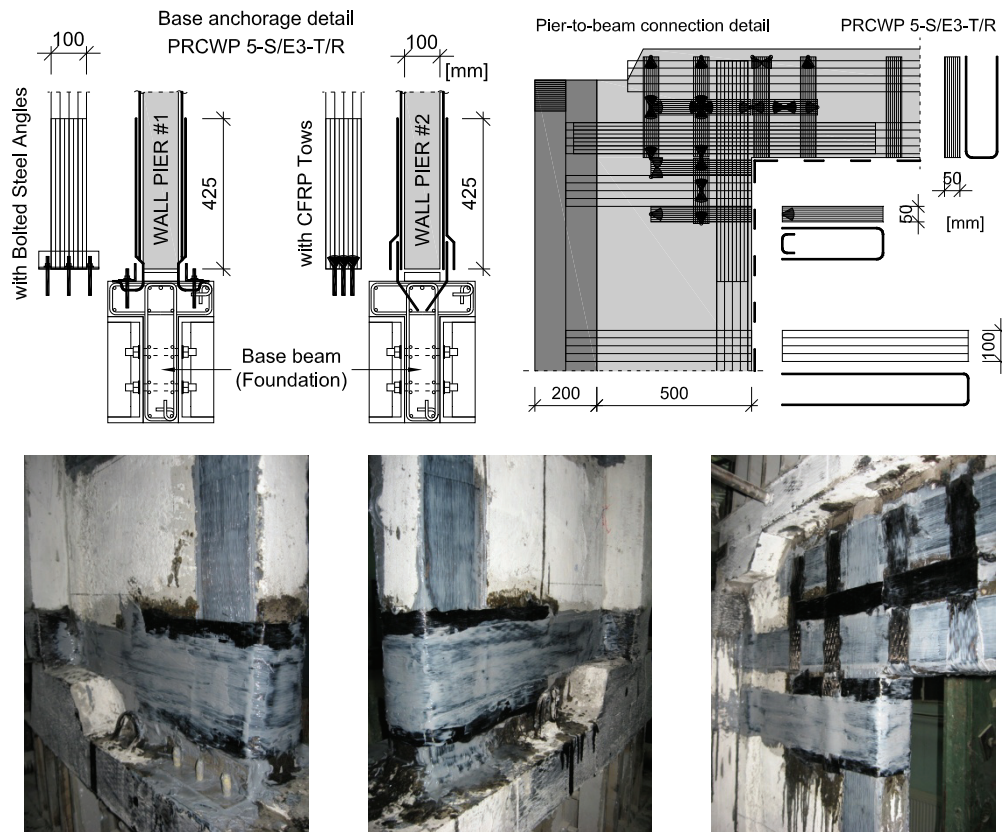 Base anchorage detail
PRCWP 5-S/E3-T/R
100
100
[mm]
with Bolted Steel Angles
WALL PIER #1
425
with CFRP Tows
WALL PIER #2
425
Base beam
(Foundation)
Pier-to-beam connection detail
PRCWP 5-S/E3-T/R
50
50
[mm]
100
200
500